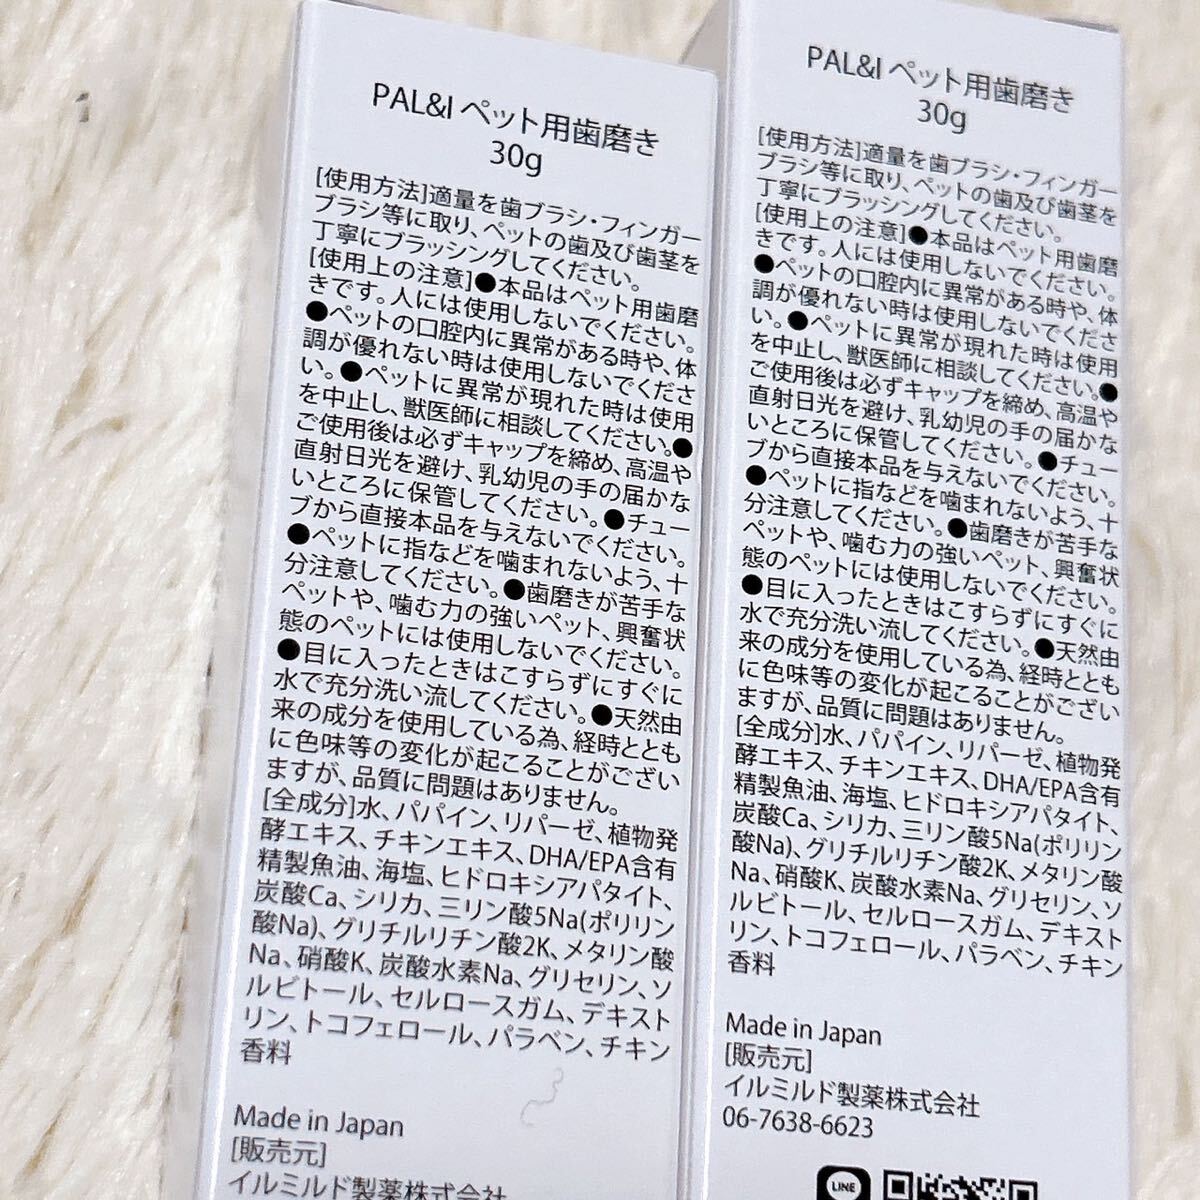 PAL&I ペット用歯磨き
30g
[使用方法]適量を歯ブラシ・フィンガー
ブラシ等に取り、ペットの歯及び歯茎を
丁寧にブラッシングしてください。
[使用上の注意]●本品はペット用歯磨
きです。人には使用しないでください。
●ペットの口腔内に異常がある時や、体
調が優れない時は使用しないでくださ
い。●ペットに異常が現れた時は使用
を中止し、獣医師に相談してください。●
ご使用後は必ずキャップを締め、高温や
直射日光を避け、乳幼児の手の届かな
いところに保管してください。●チュー
ブから直接本品を与えないでください。
●ペットに指などを噛まれないよう、十
分注意してください。●歯磨きが苦手な
ペットや、噛む力の強いペット、興奮状
態のペットには使用しないでください。
●目に入ったときはこすらずにすぐに
水で充分洗い流してください。●天然由
来の成分を使用している為、経時ととも
に色味等の変化が起こることがござい
ますが、品質に問題はありません。
[全成分]水、パパイン、リパーゼ、植物発
酵エキス、チキンエキス、DHA/EPA含有
精製魚油、海塩、ヒドロキシアパタイト、
炭酸Ca、シリカ、三リン酸5Na(ポリリン
酸Na)、グリチルリチン酸2K、メタリン酸
Na、硝酸K、炭酸水素Na、グリセリン、ソ
ルビトール、セルロースガム、デキスト
リン、トコフェロール、パラベン、チキン
香料
Made in Japan
[販売元]
イルミルド製薬株式会社
PAL&I ペット用歯磨き
30g
[使用方法]適量を歯ブラシ・フィンガー
ブラシ等に取り、ペットの歯及び歯茎を
丁寧にブラッシングしてください。
[使用上の注意]●本品はペット用歯磨
きです。人には使用しないでください。
●ペットの口腔内に異常がある時や、体
調が優れない時は使用しないでくださ
い。●ペットに異常が現れた時は使用
を中止し、獣医師に相談してください。●
ご使用後は必ずキャップを締め、高温や
直射日光を避け、乳幼児の手の届かな
いところに保管してください。●チュー
ブから直接本品を与えないでください。
●ペットに指などを噛まれないよう、十
分注意してください。●歯磨きが苦手な
ペットや、噛む力の強いペット、興奮状
態のペットには使用しないでください。
●目に入ったときはこすらずにすぐに
水で充分洗い流してください。●天然由
来の成分を使用している為、経時ととも
に色味等の変化が起こることがござい
ますが、品質に問題はありません。
[全成分]水、パパイン、リパーゼ、植物発
酵エキス、チキンエキス、DHA/EPA含有
精製魚油、海塩、ヒドロキシアパタイト、
炭酸Ca、シリカ、三リン酸5Na(ポリリン
酸Na)、グリチルリチン酸2K、メタリン酸
Na、硝酸K、炭酸水素Na、グリセリン、ソ
ルビトール、セルロースガム、デキスト
リン、トコフェロール、パラベン、チキン
香料
Made in Japan
[販売元]
イルミルド製薬株式会社
06-7638-6623
LINE